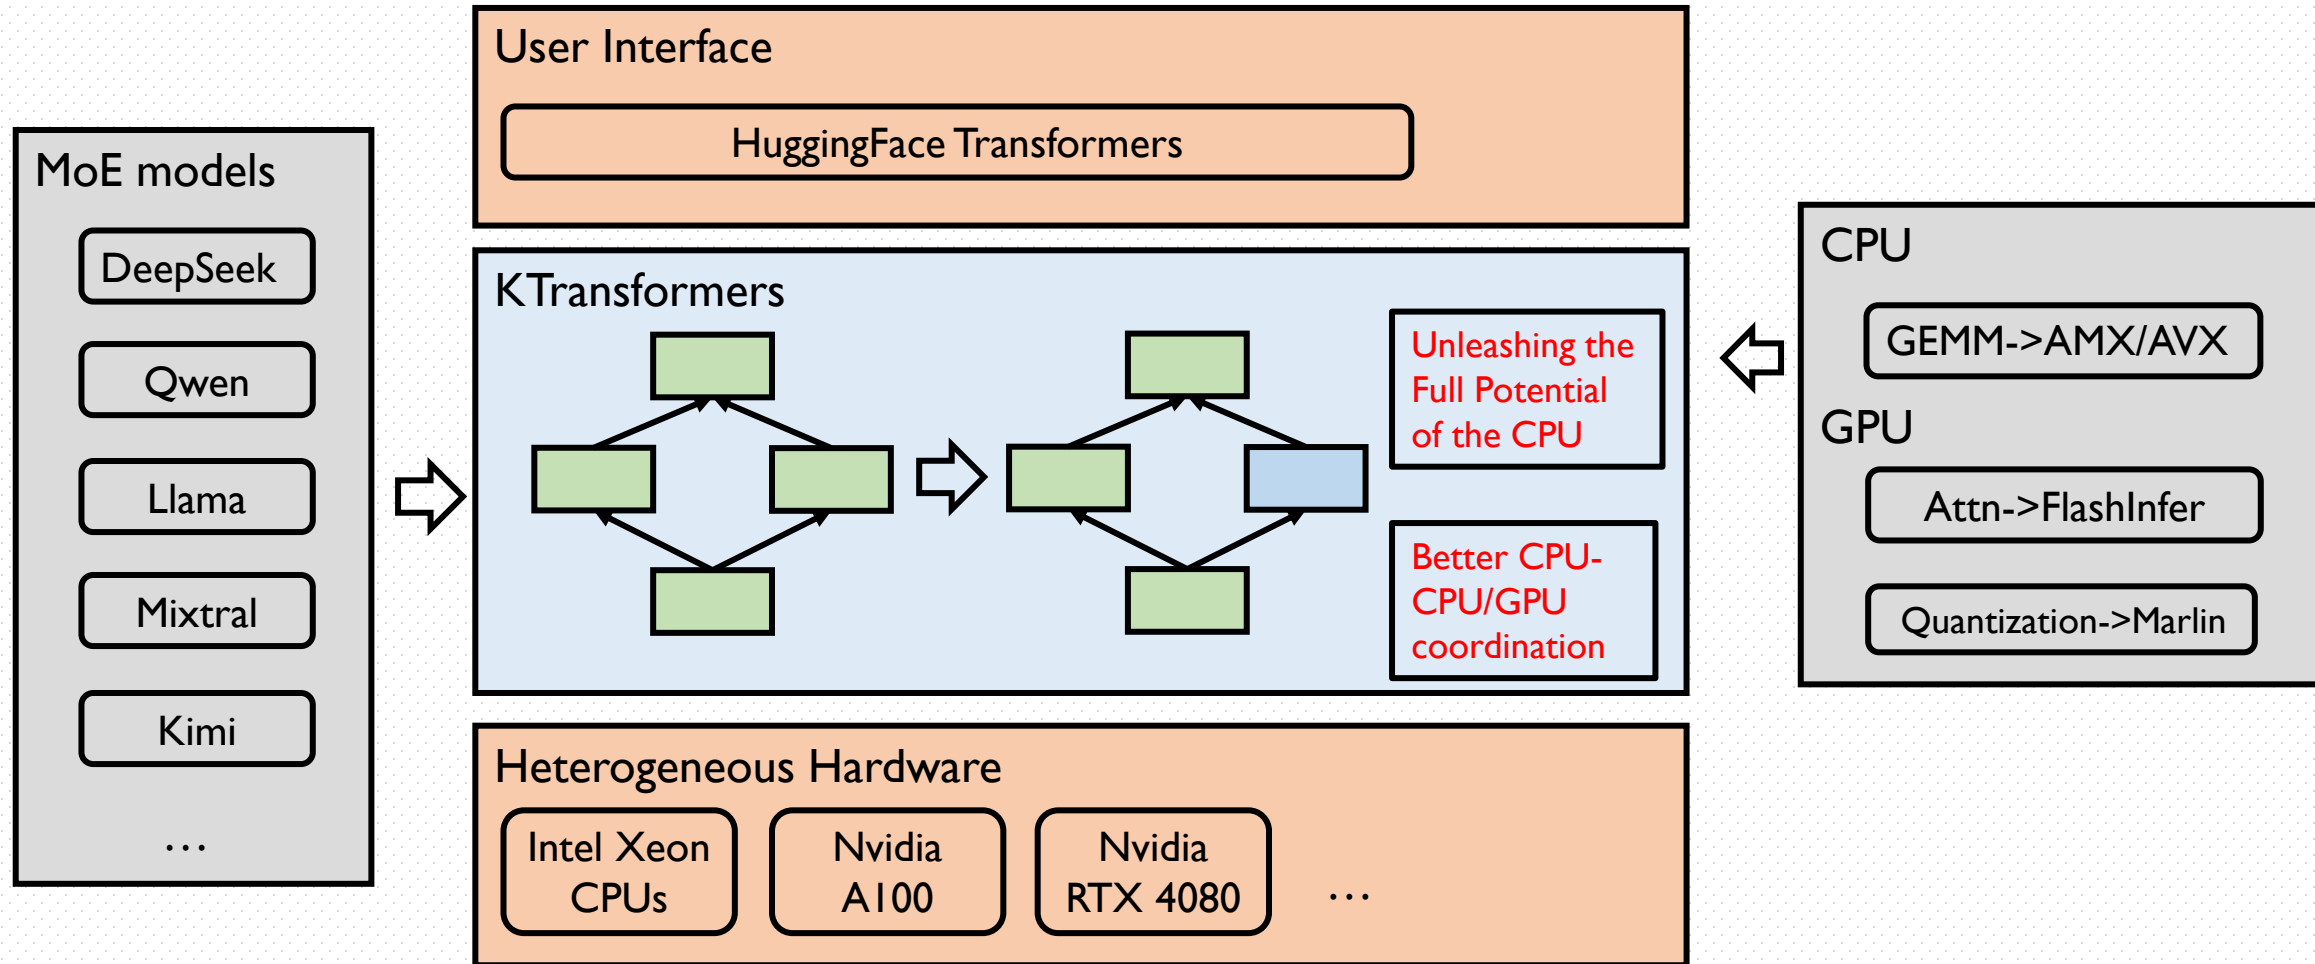 User Interface
HuggingFace Transformers
MoE models
DeepSeek
Qwen
Llama
Mixtral
Kimi
…
KTransformers
Unleashing the
Full Potential
of the CPU
Better CPU-
CPU/GPU
coordination
CPU
GEMM->AMX/AVX
GPU
Attn->FlashInfer
Quantization->Marlin
Heterogeneous Hardware
Intel Xeon
CPUs
Nvidia
A100
Nvidia
RTX 4080
…